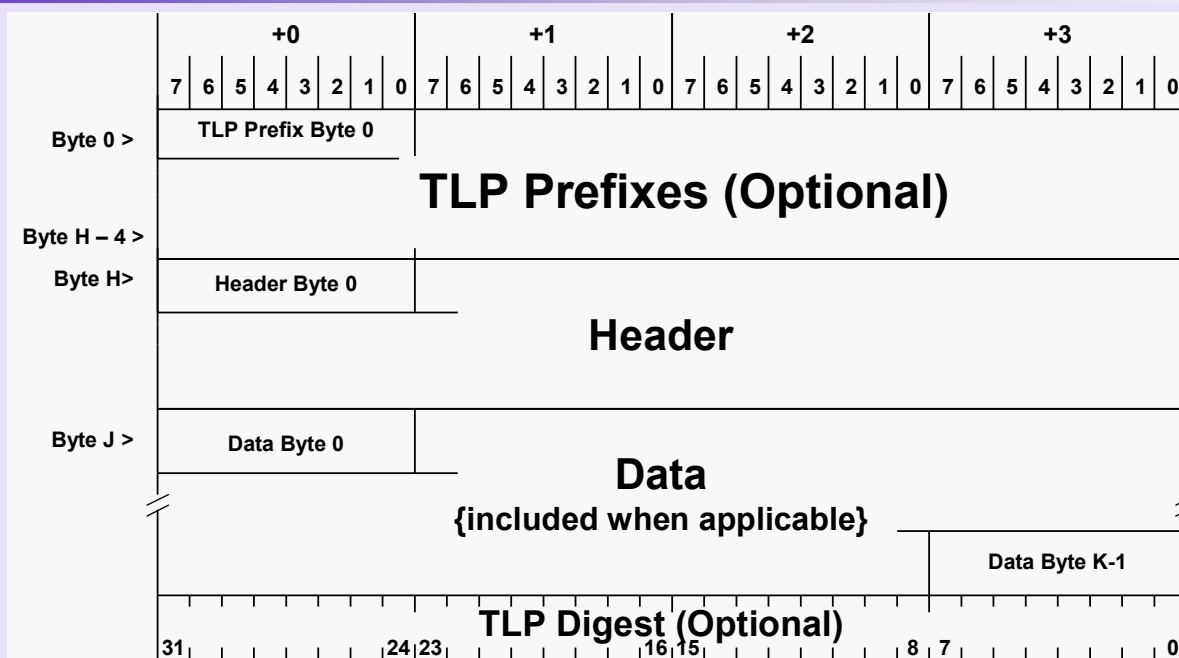 +0 +1 +2 +3
7 6 5 4 3 2 1 0 7 6 5 4 3 2 1 0 7 6 5 4 3 2 1 0 7 6 5 4 3 2 1 0
Byte 0 > TLP Prefix Byte 0
TLP Prefixes (Optional)
Byte H – 4 >
Byte H> Header Byte 0
Header
Byte J > Data Byte 0
Data
{included when applicable}
Data Byte K-1
TLP Digest (Optional)
31 24 23 16 15 8 7 0